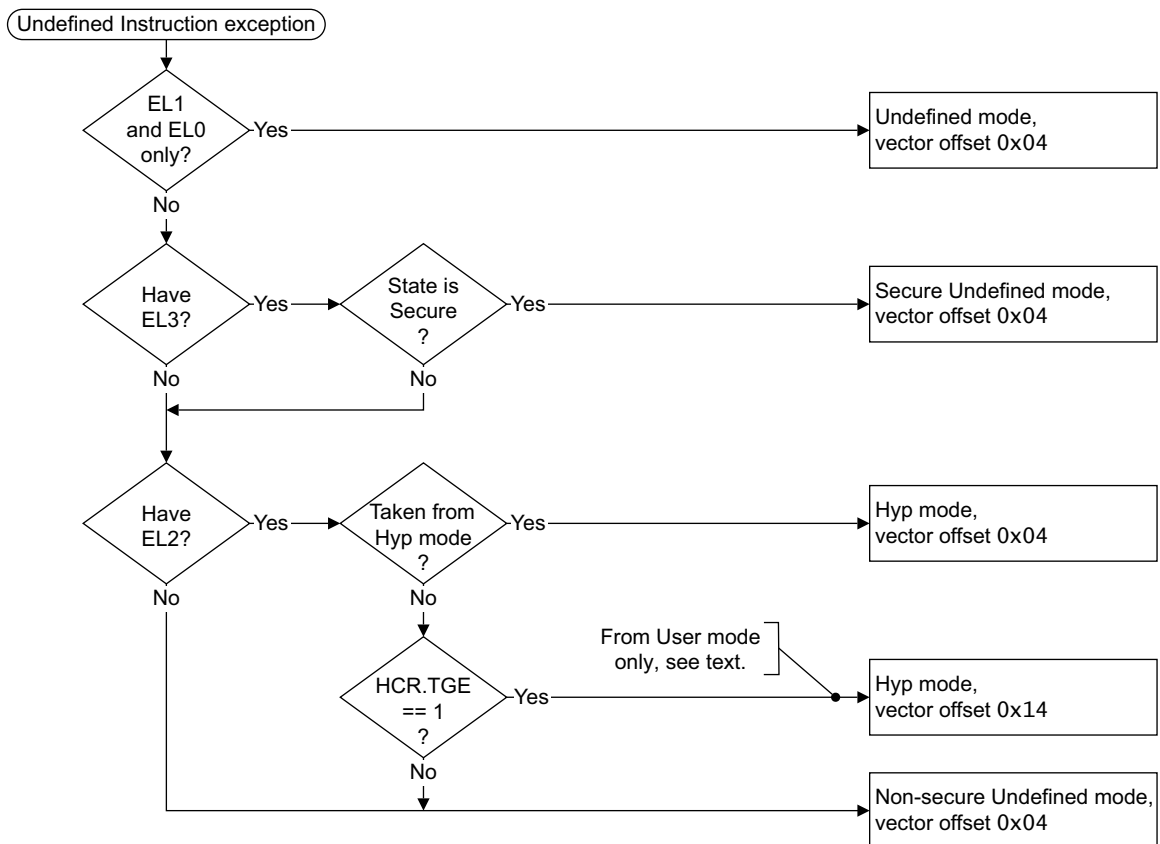 Undefined Instruction exception
EL1
and EL0
only?
Yes
Undefined mode,
vector offset 0x04
No
Have
EL3?
Yes
State is
Secure
?
Yes
Secure Undefined mode,
vector offset 0x04
No
No
Have
EL2?
Yes
Taken from
Hyp mode
?
Yes
Hyp mode,
vector offset 0x04
No
No
From User mode
only, see text.
HCR.TGE
== 1
?
Yes
Hyp mode,
vector offset 0x14
No
Non-secure Undefined mode,
vector offset 0x04